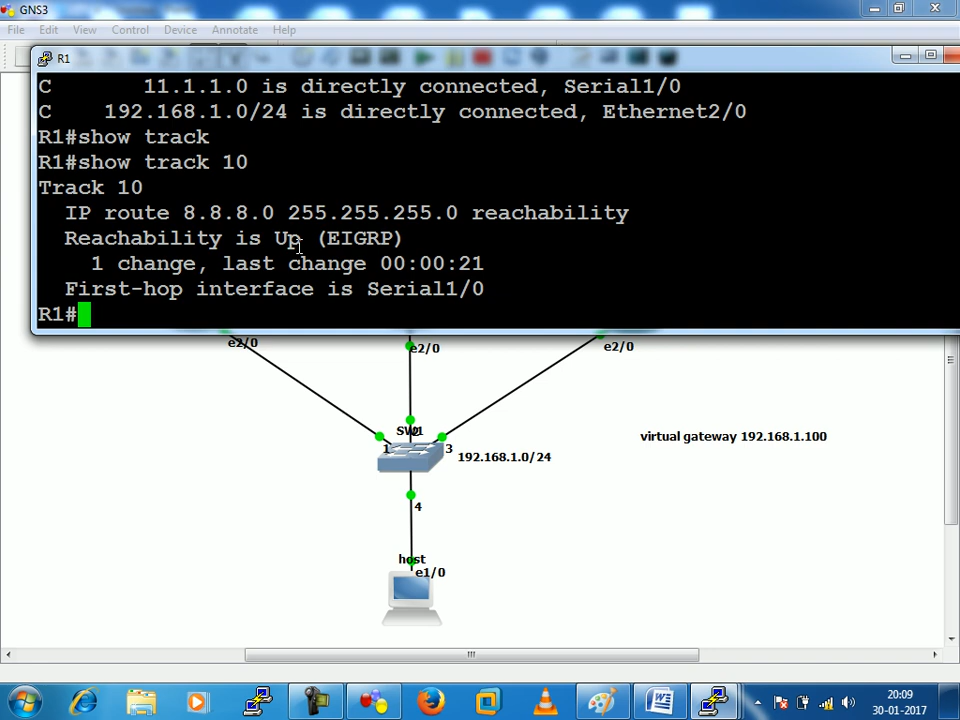 GNS3
File Edit View Control Device Annotate Help
R1
C 11.1.1.0 is directly connected, Serial1/0
C 192.168.1.0/24 is directly connected, Ethernet2/0
R1#show track
R1#show track 10
Track 10
IP route 8.8.8.0 255.255.255.0 reachability
Reachability is Up (EIGRP)
1 change, last change 00:00:21
First-hop interface is Serial1/0
R1#
e2/0
e2/0
e2/0
SW1
2
1
3
192.168.1.0/24
virtual gateway 192.168.1.100
4
host
e1/0
20:09
30-01-2017